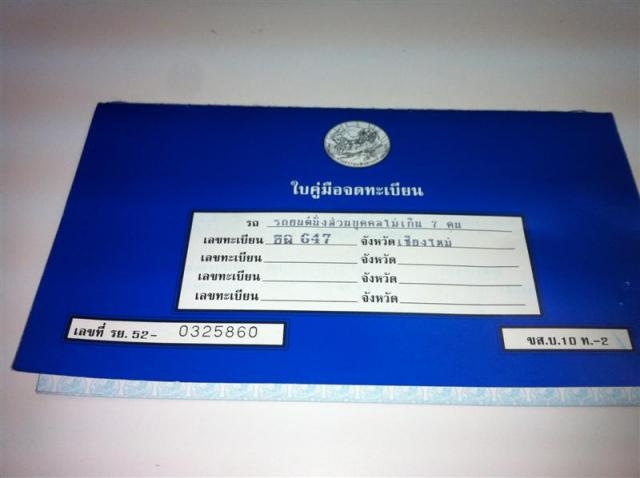 ใบคู่มือจดทะเบียน
รถ รถยนต์นั่งส่วนบุคคลไม่เกิน 7 คน
เลขทะเบียน ฮฉ 647 จังหวัด เชียงใหม่
เลขทะเบียน จังหวัด
เลขทะเบียน จังหวัด
เลขทะเบียน จังหวัด
เลขที่ รย. 52- 0325860
ขส.บ.10 ท.-2